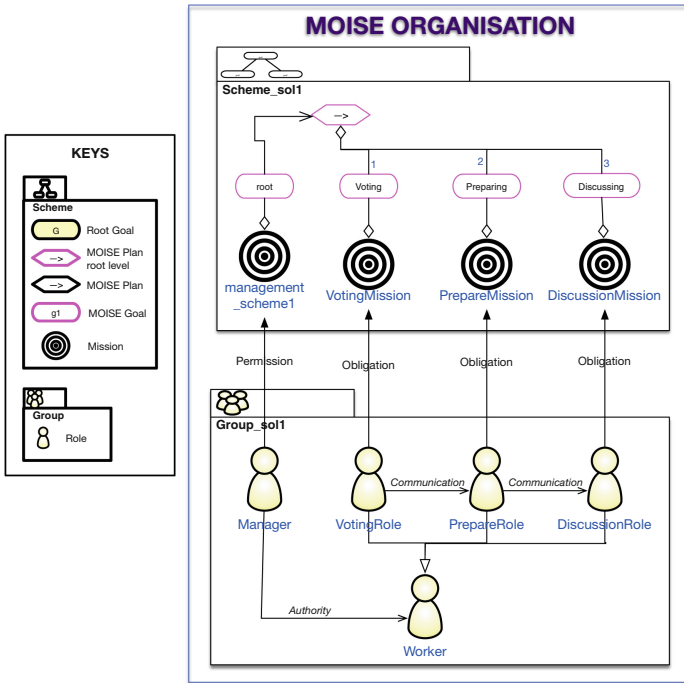 MOISE ORGANISATION
Scheme_sol1
-->
1
2
3
root
Voting
Preparing
Discussing
management
_scheme1
VotingMission
PrepareMission
DiscussionMission
Permission
Obligation
Obligation
Obligation
Group_sol1
Communication
Communication
Manager
VotingRole
PrepareRole
DiscussionRole
Authority
Worker
KEYS
Scheme
G
Root Goal
-->
MOISE Plan
root level
-->
MOISE Plan
g1
MOISE Goal
Mission
Group
Role